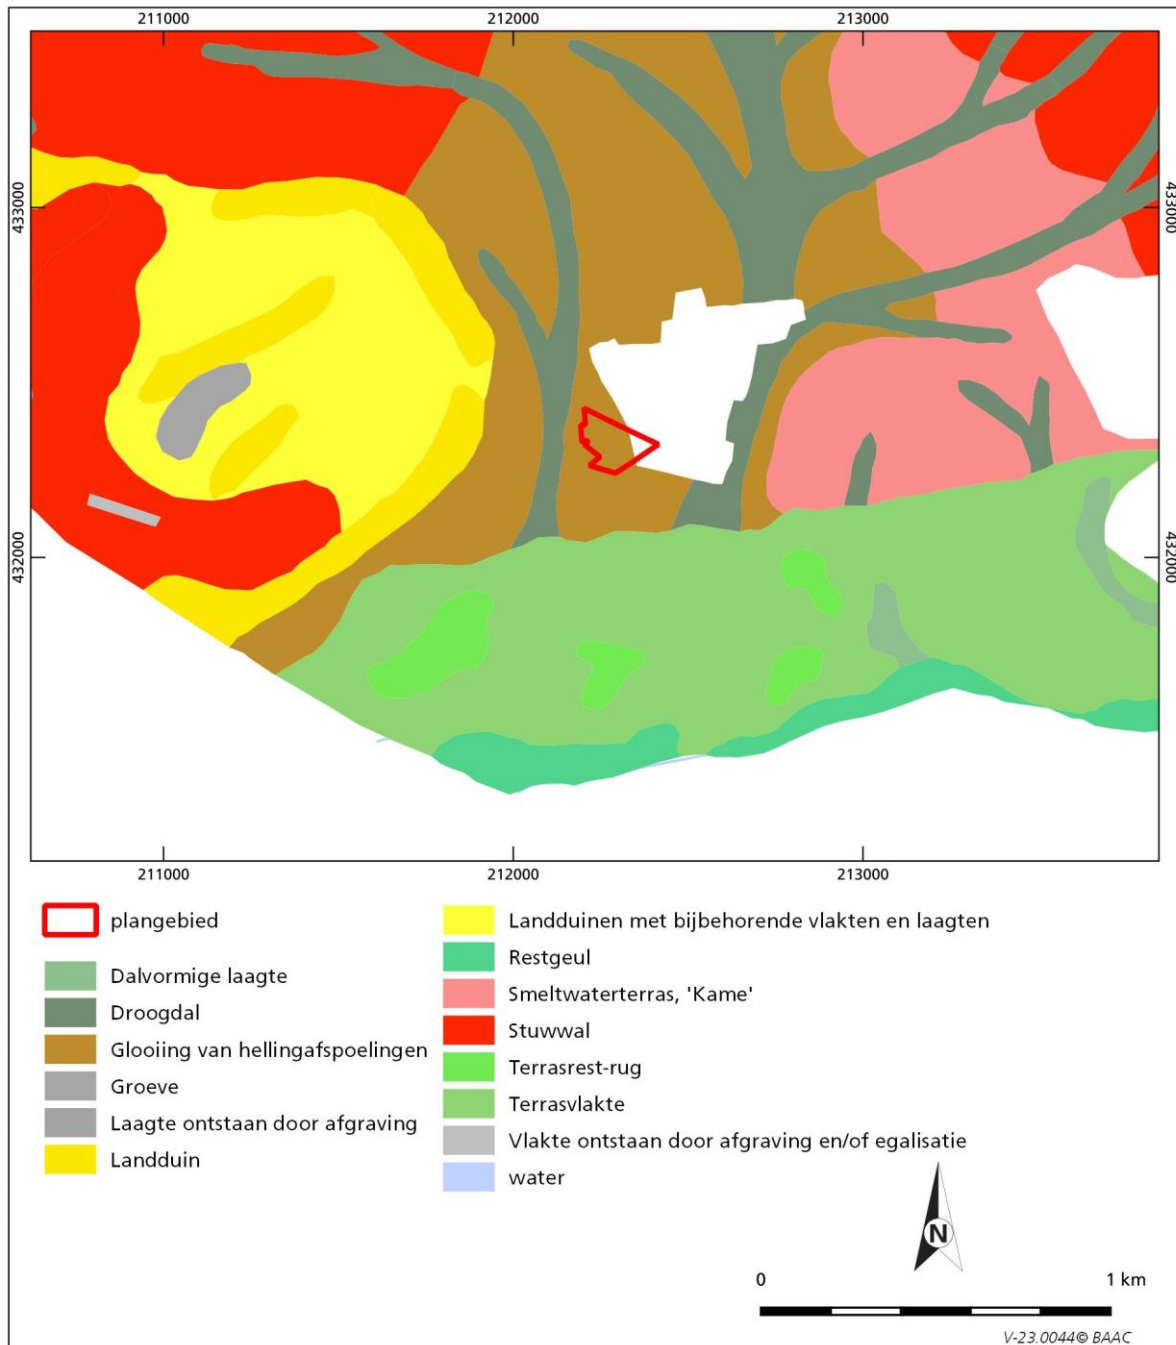 211000 212000 213000
433000 433000
432000 432000
211000 212000 213000
plangebied
Dalvormige laagte
Droogdal
Glooiing van hellingafspoelingen
Groeve
Laagte ontstaan door afgraving
Landduin
Landduinen met bijbehorende vlakten en laagten
Restgeul
Smeltwaterterras, 'Kame'
Stuwwal
Terrasrest-rug
Terrasvlakte
Vlakte ontstaan door afgraving en/of egalisatie
water
N
0 1 km
V-23.0044© BAAC